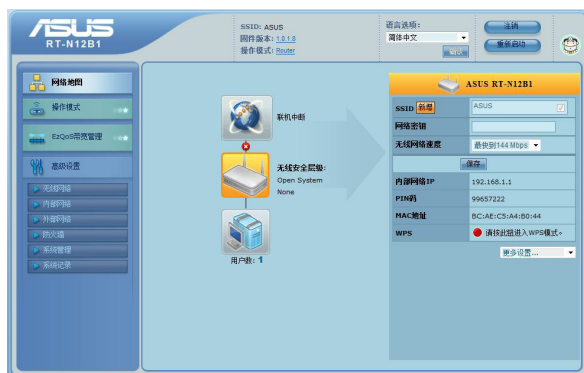 ASUS
RT-N12B1
SSID: ASUS
固件版本: 1.0.1.0
操作模式: Router
语言选项:
简体中文
注销
重新启动
网络地图
操作模式
EzQoS带宽管理
高级设置
无线网络
内部网络
外部网络
防火墙
系统管理
系统记录
联机中断
无线安全层级:
Open System
None
用户数: 1
ASUS RT-N12B1
SSID 新增 ASUS
网络密钥
无线网络速度 最快到144 Mbps
保存
内部网络IP 192.168.1.1
PIN码 99657222
MAC地址 BC:AE:C5:A4:B0:44
WPS 请按此钮进入WPS模式。
更多设置...